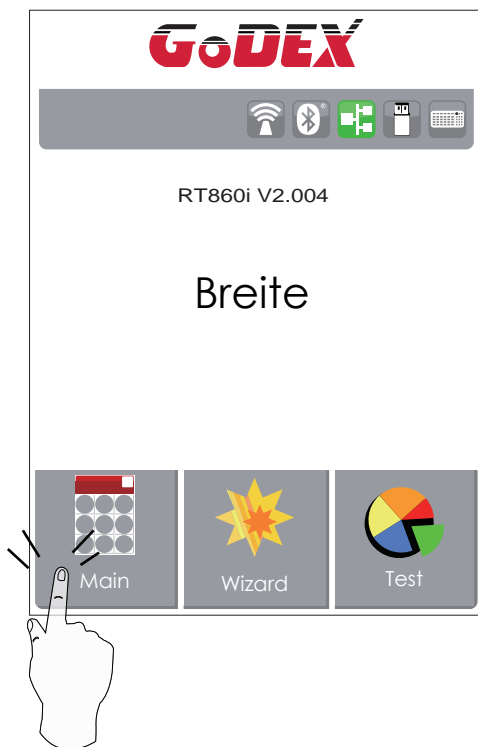 GoDEX
RT860i V2.004
Breite
Main
Wizard
Test